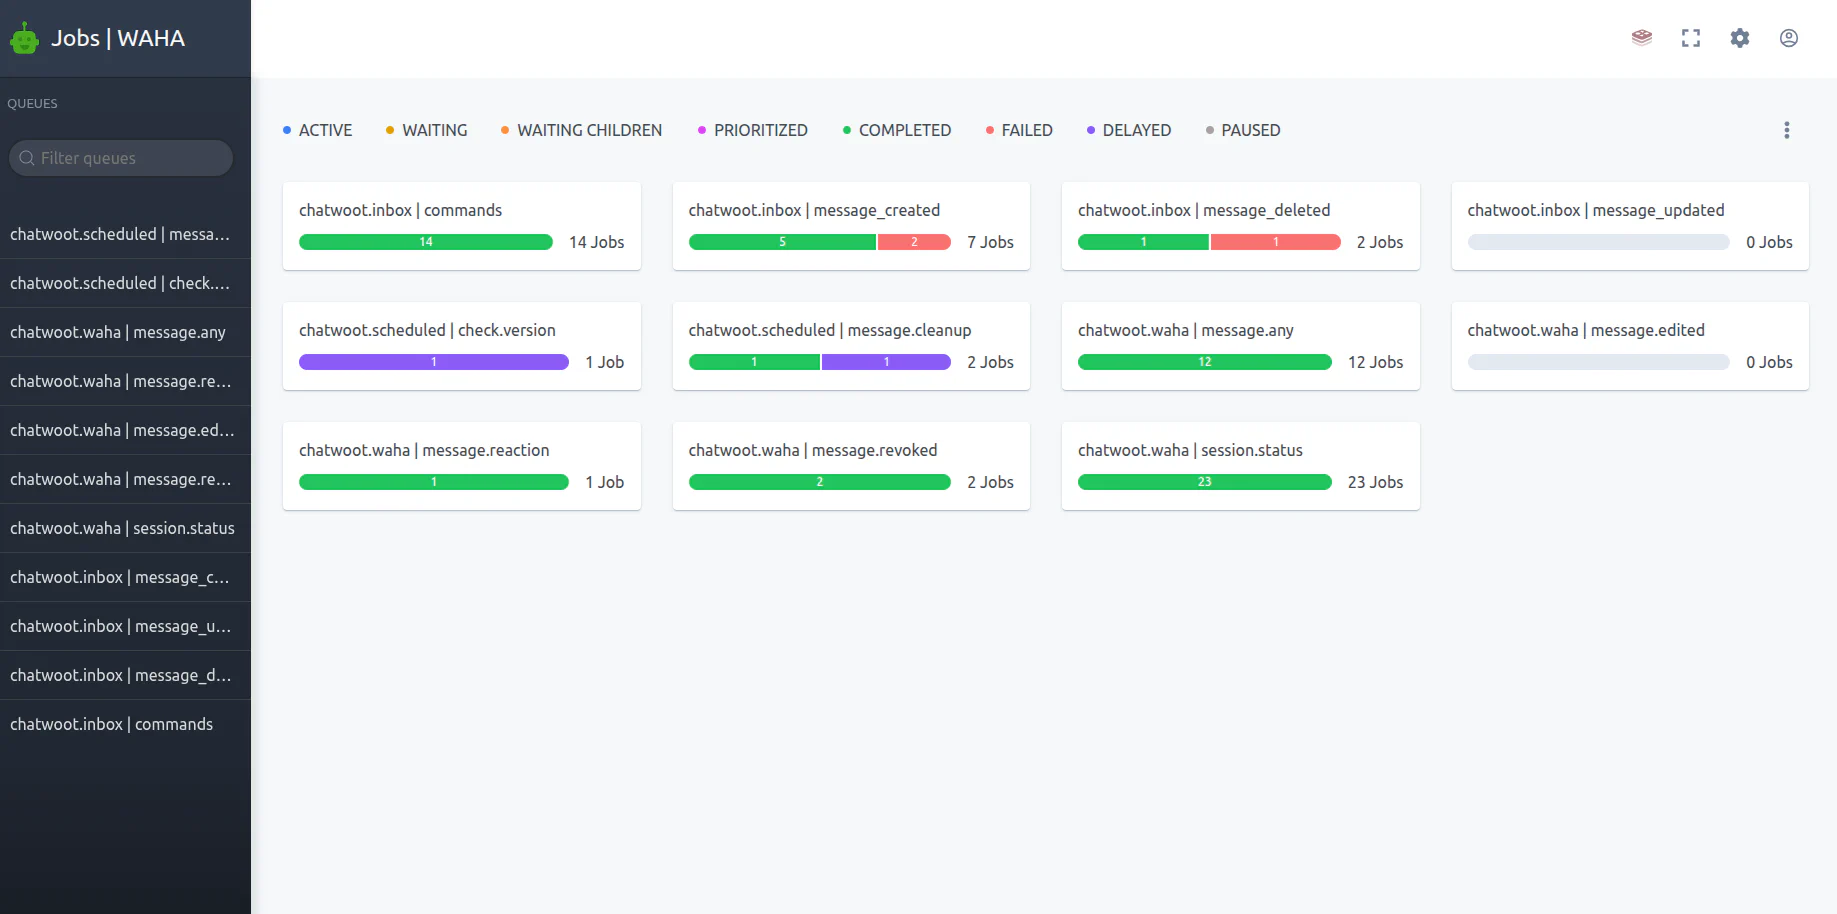 Jobs | WAHA
QUEUES
Filter queues
chatwoot.scheduled | messa...
chatwoot.scheduled | check....
chatwoot.waha | message.any
chatwoot.waha | message.re...
chatwoot.waha | message.ed...
chatwoot.waha | message.re...
chatwoot.waha | session.status
chatwoot.inbox | message_c...
chatwoot.inbox | message_u...
chatwoot.inbox | message_d...
chatwoot.inbox | commands
ACTIVE WAITING WAITING CHILDREN PRIORITIZED COMPLETED FAILED DELAYED PAUSED
chatwoot.inbox | commands
14 14 Jobs
chatwoot.inbox | message_created
5 2 7 Jobs
chatwoot.inbox | message_deleted
1 1 2 Jobs
chatwoot.inbox | message_updated
0 Jobs
chatwoot.scheduled | check.version
1 1 Job
chatwoot.scheduled | message.cleanup
1 1 2 Jobs
chatwoot.waha | message.any
12 12 Jobs
chatwoot.waha | message.edited
0 Jobs
chatwoot.waha | message.reaction
1 1 Job
chatwoot.waha | message.revoked
2 2 Jobs
chatwoot.waha | session.status
23 23 Jobs